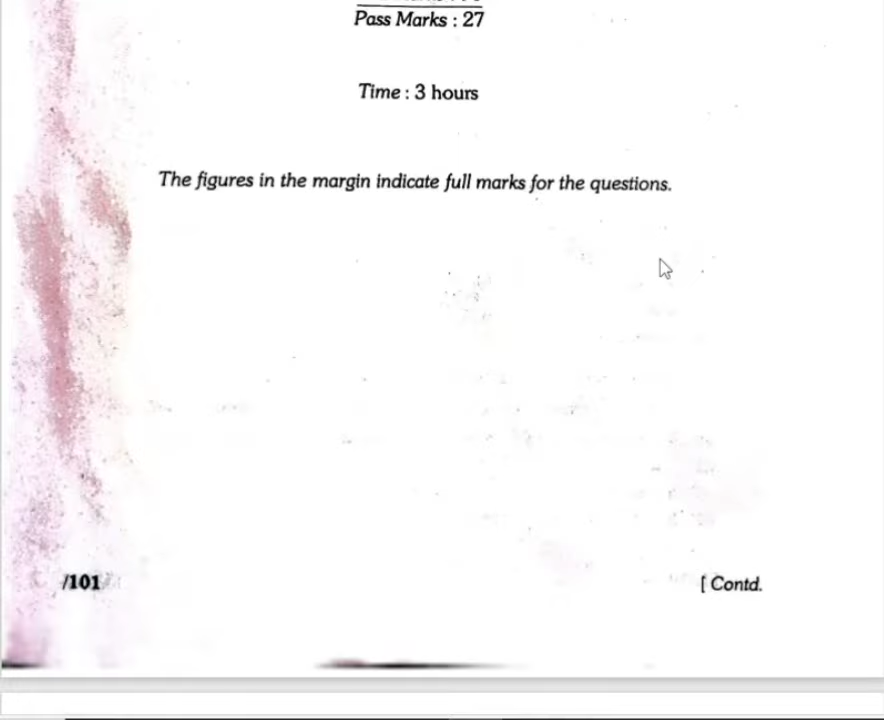 Pass Marks : 27
Time : 3 hours
The figures in the margin indicate full marks for the questions.
/101
[ Contd.